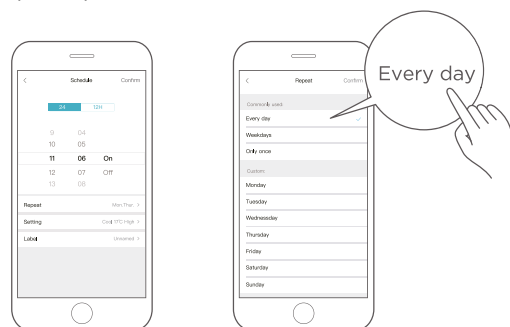 Schedule Confirm
24 12H
9 04
10 05
11 06 On
12 07 Off
13 08
Repeat Mon Thur >
Setting Cool 17°C High >
Label Unnamed >
Repeat Confirm
Commonly used:
Every day
Weekdays
Only once
Custom
Monday
Tuesday
Wednesday
Thursday
Friday
Saturday
Sunday
Every day